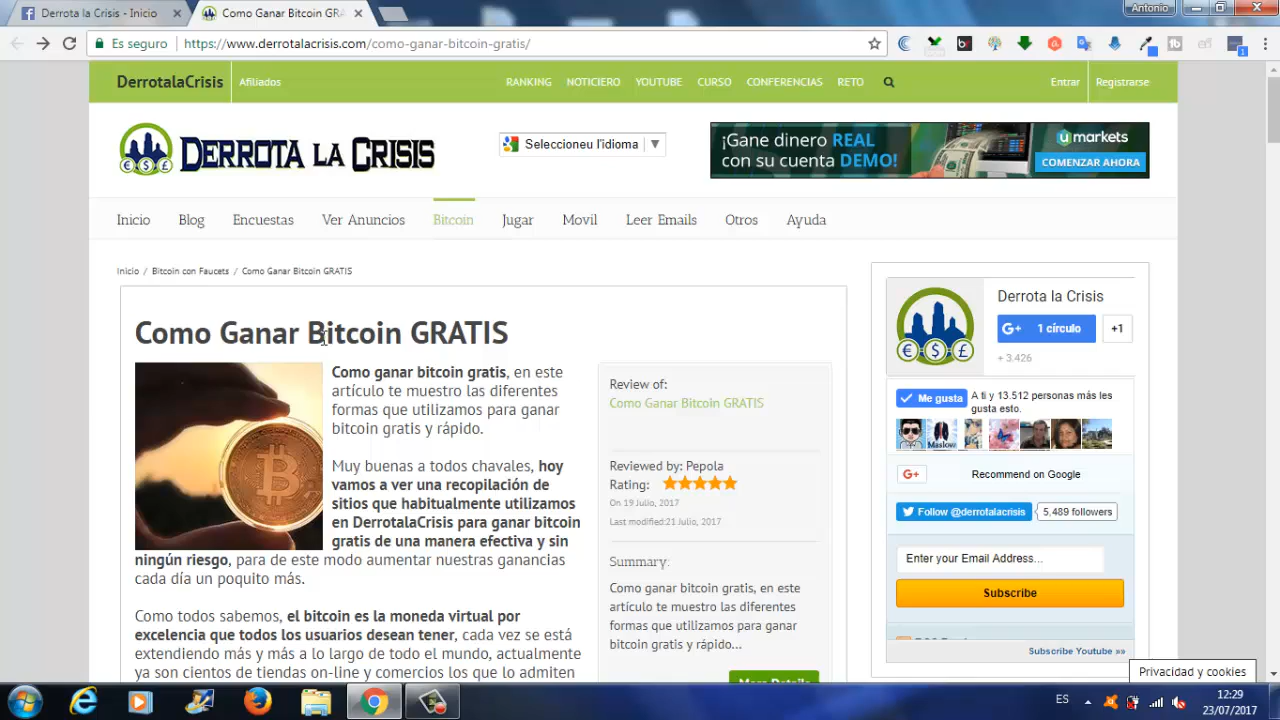 Derrota la Crisis - Inicio
Como Ganar Bitcoin GRA
Antonio
Es seguro
https://www.derrotalacrisis.com/como-ganar-bitcoin-gratis/
DerrotalaCrisis
Afiliados
RANKING
NOTICIERO
YOUTUBE
CURSO
CONFERENCIAS
RETO
Entrar
Registrarse
DERROTA LA CRISIS
Seleccioneu l'idioma
¡Gane dinero REAL
con su cuenta DEMO!
umarkets
COMENZAR AHORA
Inicio
Blog
Encuestas
Ver Anuncios
Bitcoin
Jugar
Movil
Leer Emails
Otros
Ayuda
Inicio / Bitcoin con Faucets / Como Ganar Bitcoin GRATIS
Como Ganar Bitcoin GRATIS
Como ganar bitcoin gratis, en este
artículo te muestro las diferentes
formas que utilizamos para ganar
bitcoin gratis y rápido.
Muy buenas a todos chavales, hoy
vamos a ver una recopilación de
sitios que habitualmente utilizamos
en DerrotalaCrisis para ganar bitcoin
gratis de una manera efectiva y sin
ningún riesgo, para de este modo aumentar nuestras ganancias
cada día un poquito más.
Como todos sabemos, el bitcoin es la moneda virtual por
excelencia que todos los usuarios desean tener, cada vez se está
extendiendo más y más a lo largo de todo el mundo, actualmente
ya son cientos de tiendas on-line y comercios los que lo admiten
Review of:
Como Ganar Bitcoin GRATIS
Reviewed by: Pepola
Rating:
On 19 Julio, 2017
Last modified:21 Julio, 2017
Summary:
Como ganar bitcoin gratis, en este
artículo te muestro las diferentes
formas que utilizamos para ganar
bitcoin gratis y rápido...
More Details
Derrota la Crisis
G+ 1 círculo
+1
+ 3.426
Me gusta
A ti y 13.512 personas más les
gusta esto.
G+
Recommend on Google
Follow @derrotalacrisis
5.489 followers
Enter your Email Address...
Subscribe
Subscribe Youtube »»
Privacidad y cookies
ES
12:29
23/07/2017